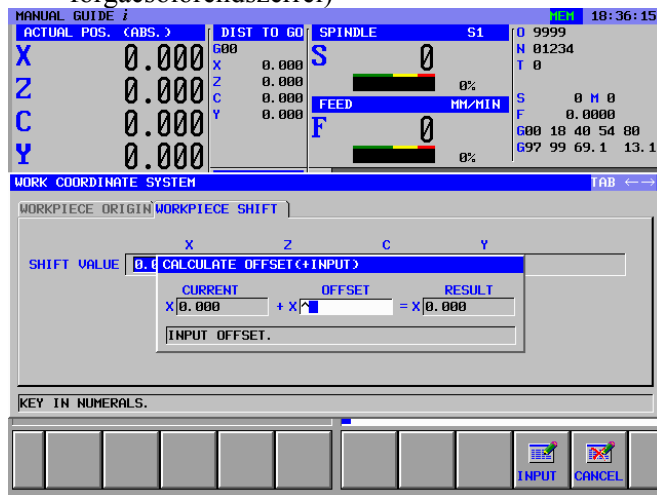 forgácsolórendszerrel)
MANUAL GUIDE i MEM 18:36:15
ACTUAL POS. (ABS.) DIST TO GO SPINDLE S1 O 9999
X 0.000 G00 S 0 N 01234
X 0.000 T 0
Z 0.000 Z 0.000 0%
C 0.000 FEED MM/MIN S 0 M 0
C 0.000 Y 0.000 F 0 F 0.0000
G00 18 40 54 80
Y 0.000 0% G97 99 69.1 13.1
WORK COORDINATE SYSTEM TAB ←→
WORKPIECE ORIGIN WORKPIECE SHIFT
X Z C Y
SHIFT VALUE 0.0
CALCULATE OFFSET(+INPUT)
CURRENT OFFSET RESULT
X 0.000 + X ^ = X 0.000
INPUT OFFSET.
KEY IN NUMERALS.
INPUT CANCEL